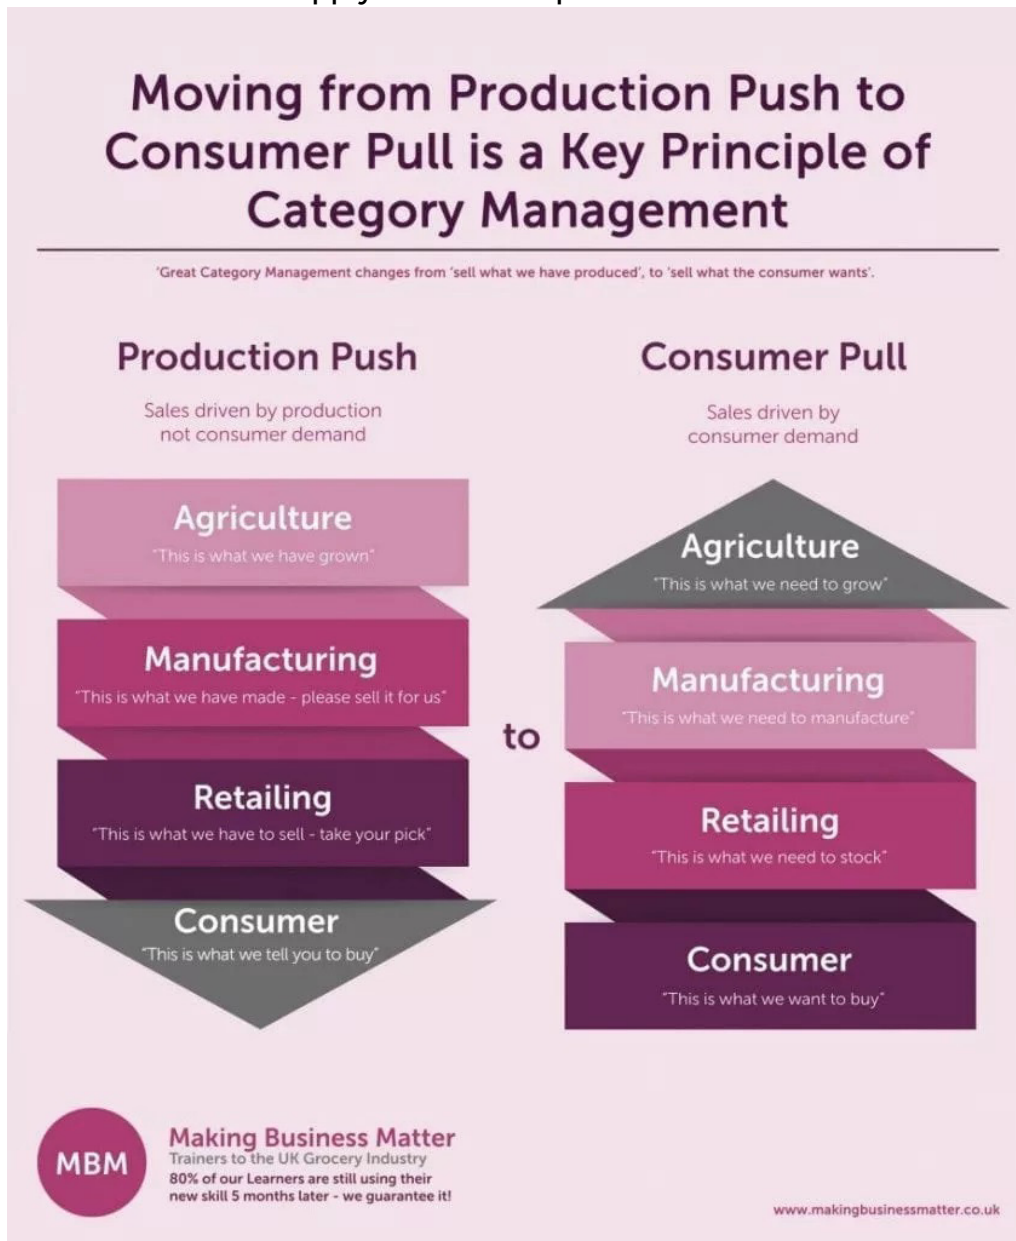 Moving from Production Push to
Consumer Pull is a Key Principle of
Category Management
'Great Category Management changes from 'sell what we have produced', to 'sell what the consumer wants'.
Production Push
Sales driven by production
not consumer demand
Agriculture
"This is what we have grown"
Manufacturing
"This is what we have made - please sell it for us"
Retailing
"This is what we have to sell - take your pick"
Consumer
"This is what we tell you to buy"
to
Consumer Pull
Sales driven by
consumer demand
Agriculture
"This is what we need to grow"
Manufacturing
"This is what we need to manufacture"
Retailing
"This is what we need to stock"
Consumer
"This is what we want to buy"
MBM
Making Business Matter
Trainers to the UK Grocery Industry
80% of our Learners are still using their
new skill 5 months later - we guarantee it!
www.makingbusinessmatter.co.uk